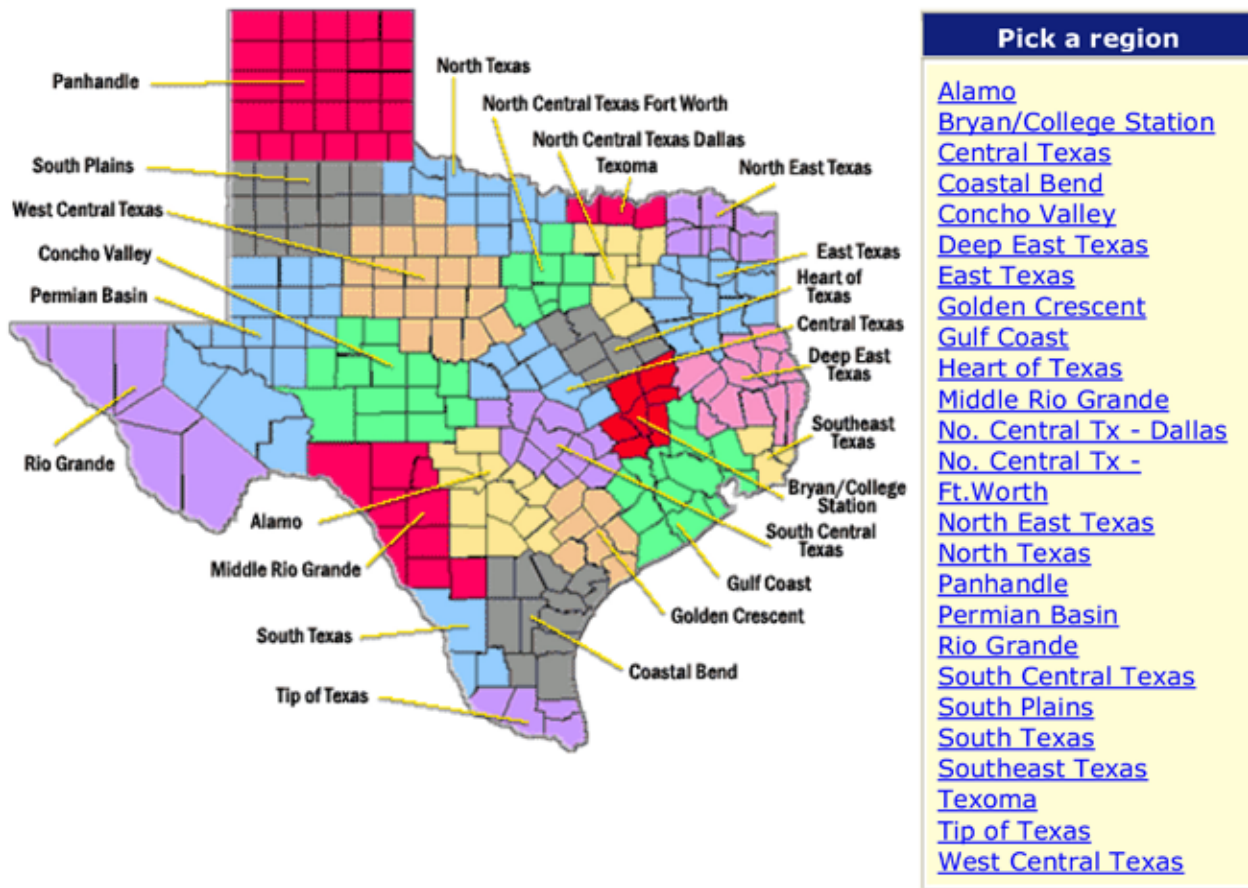 Panhandle
North Texas
North Central Texas Fort Worth
North Central Texas Dallas
Texoma
North East Texas
South Plains
West Central Texas
Concho Valley
Permian Basin
East Texas
Heart of
Texas
Central Texas
Deep East
Texas
Rio Grande
Southeast
Texas
Alamo
Bryan/College
Station
South Central
Texas
Middle Rio Grande
Gulf Coast
Golden Crescent
South Texas
Coastal Bend
Tip of Texas
Pick a region
Alamo
Bryan/College Station
Central Texas
Coastal Bend
Concho Valley
Deep East Texas
East Texas
Golden Crescent
Gulf Coast
Heart of Texas
Middle Rio Grande
No. Central Tx - Dallas
No. Central Tx -
Ft.Worth
North East Texas
North Texas
Panhandle
Permian Basin
Rio Grande
South Central Texas
South Plains
South Texas
Southeast Texas
Texoma
Tip of Texas
West Central Texas